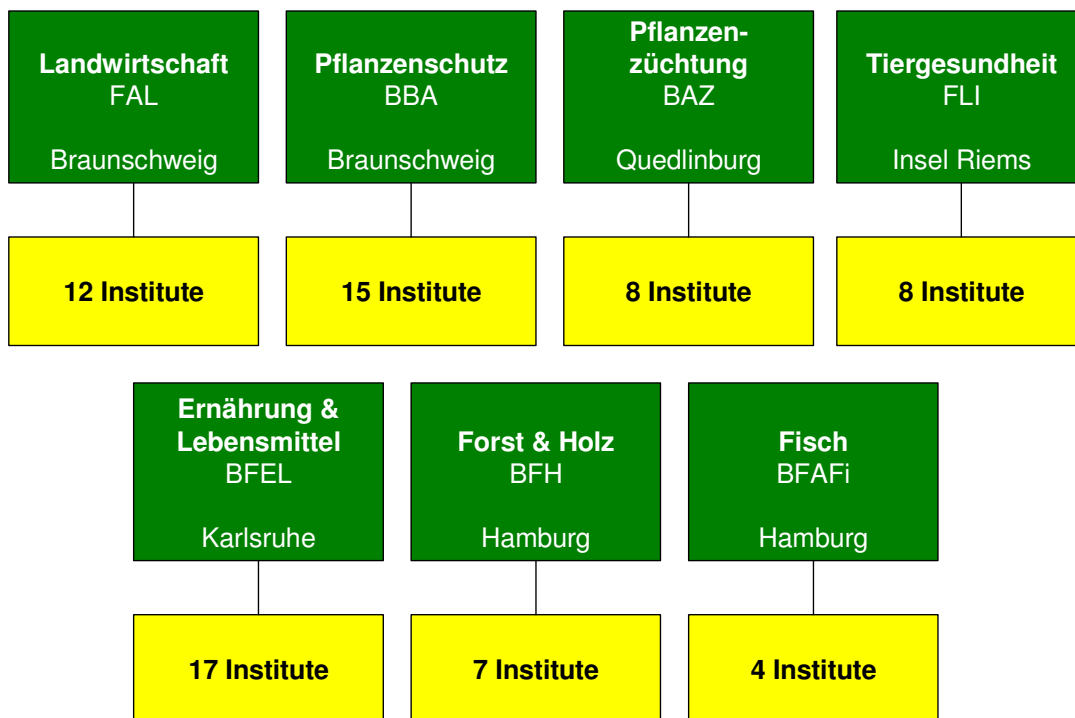 Landwirtschaft
FAL
Braunschweig
Pflanzenschutz
BBA
Braunschweig
Pflanzen-
züchtung
BAZ
Quedlinburg
Tiergesundheit
FLI
Insel Riems
12 Institute
15 Institute
8 Institute
8 Institute
Ernährung &
Lebensmittel
BFEL
Karlsruhe
Forst & Holz
BFH
Hamburg
Fisch
BFAFi
Hamburg
17 Institute
7 Institute
4 Institute